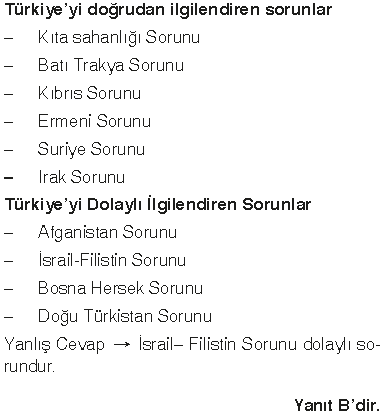 Türkiye'yi doğrudan ilgilendiren sorunlar
– Kıta sahanlığı Sorunu
– Batı Trakya Sorunu
– Kıbrıs Sorunu
– Ermeni Sorunu
– Suriye Sorunu
– Irak Sorunu
Türkiye'yi Dolaylı İlgilendiren Sorunlar
– Afganistan Sorunu
– İsrail-Filistin Sorunu
– Bosna Hersek Sorunu
– Doğu Türkistan Sorunu
Yanlış Cevap → İsrail– Filistin Sorunu dolaylı so-
rundur.
Yanıt B'dir.